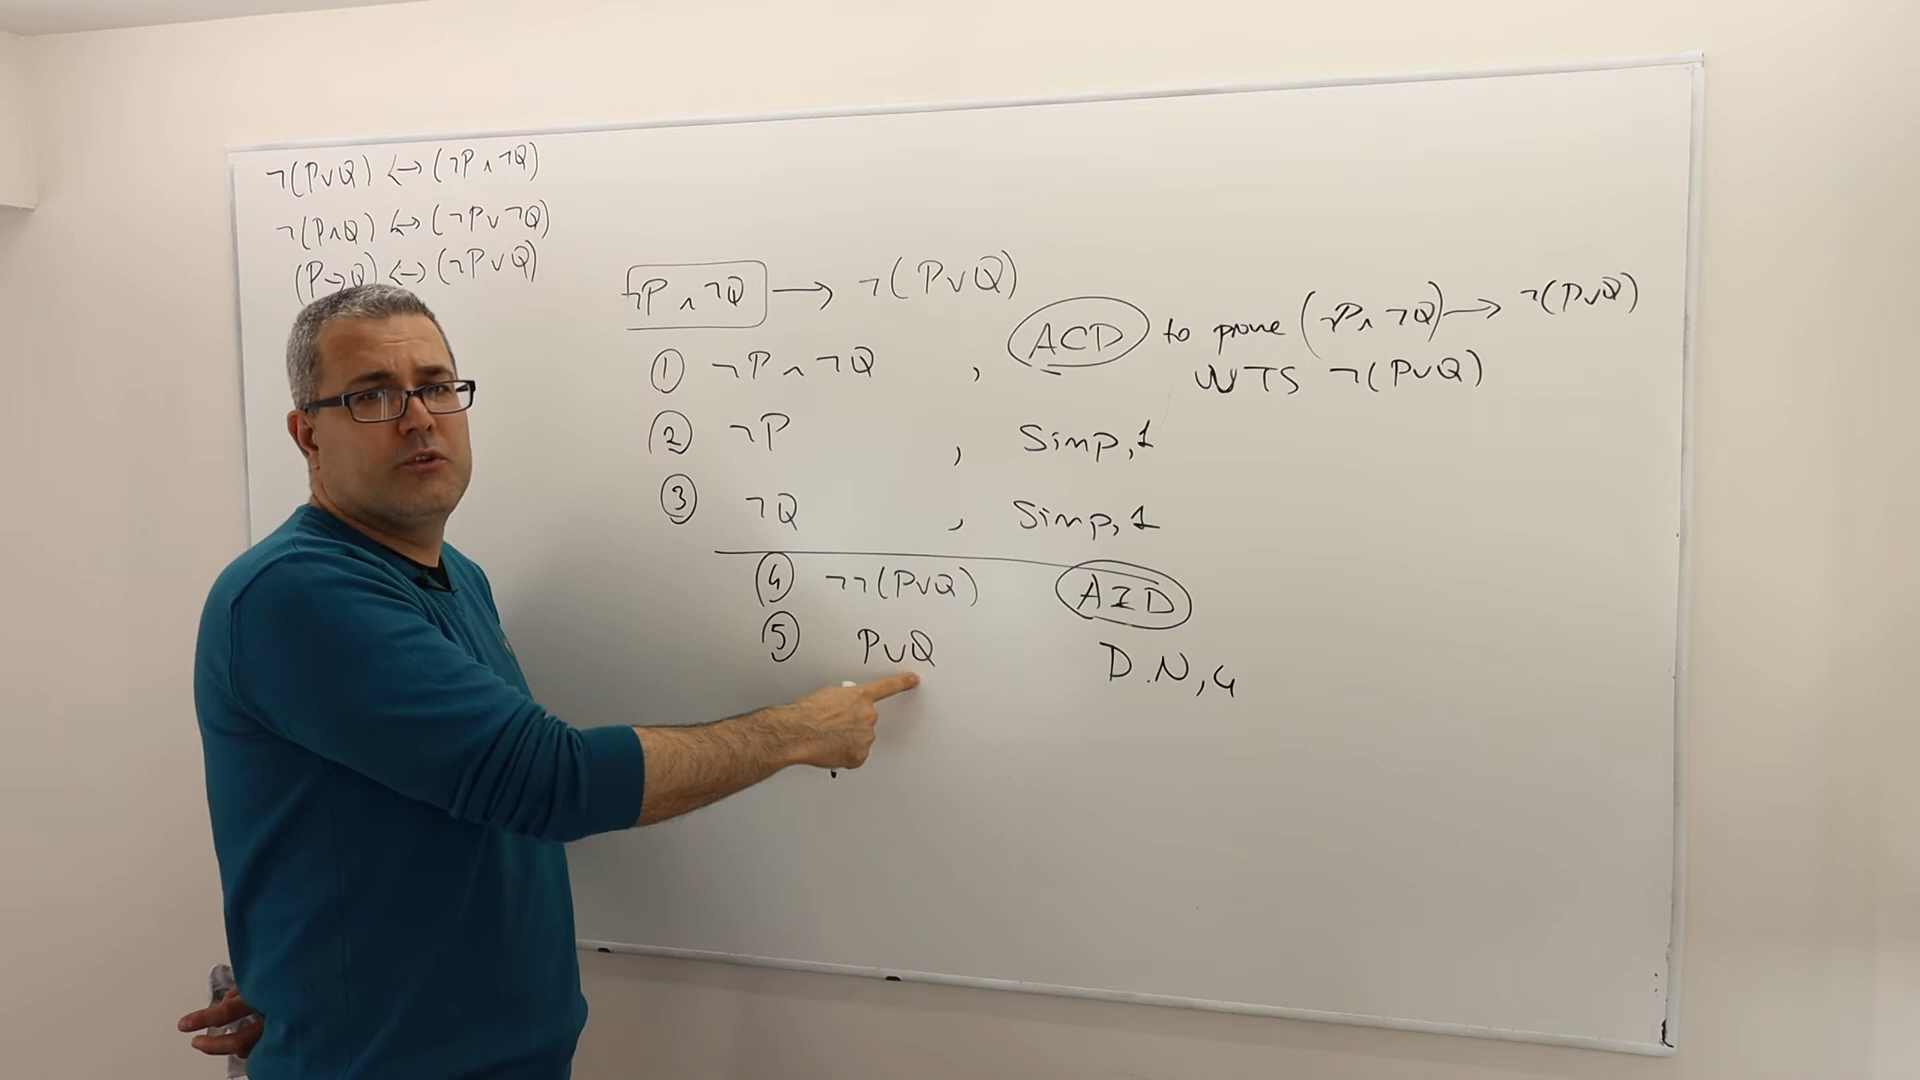 ¬(P∨Q) ↔ (¬P∧¬Q)
¬(P∧Q) ↔ (¬P∨¬Q)
(P→Q) ↔ (¬P∨Q)
¬P∧¬Q → ¬(P∨Q)
① ¬P∧¬Q , ACD to prove (¬P∧¬Q) → ¬(P∨Q)
WTS ¬(P∨Q)
② ¬P , Simp,1
③ ¬Q , Simp,1
④ ¬¬(P∨Q) AID
⑤ P∨Q D.N,4